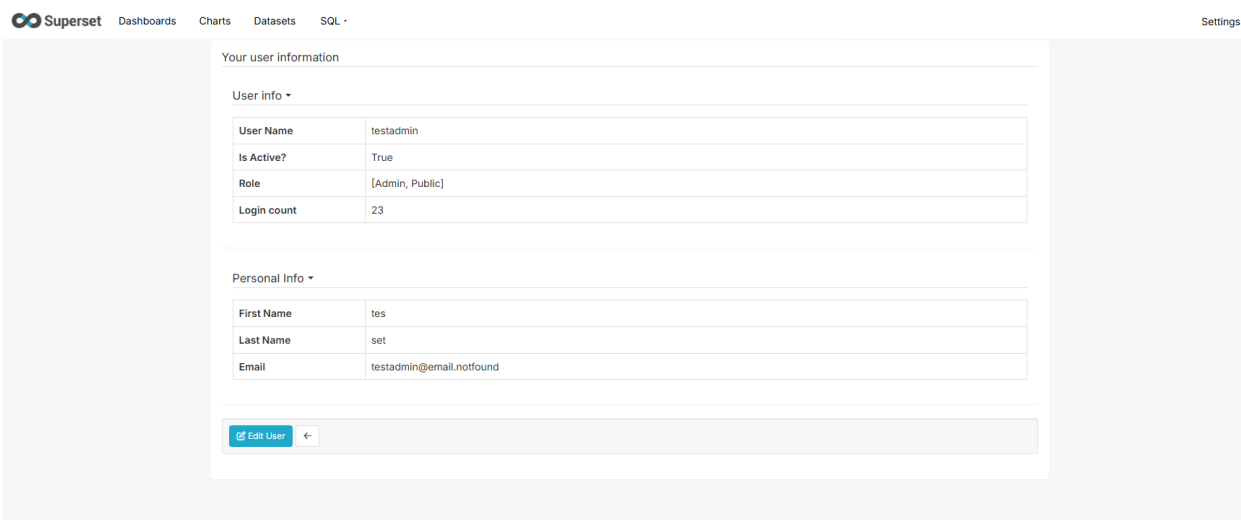 Superset Dashboards Charts Datasets SQL Settings
Your user information
User info
User Name testadmin
Is Active? True
Role [Admin, Public]
Login count 23
Personal Info
First Name tes
Last Name set
Email testadmin@email.notfound
Edit User ←